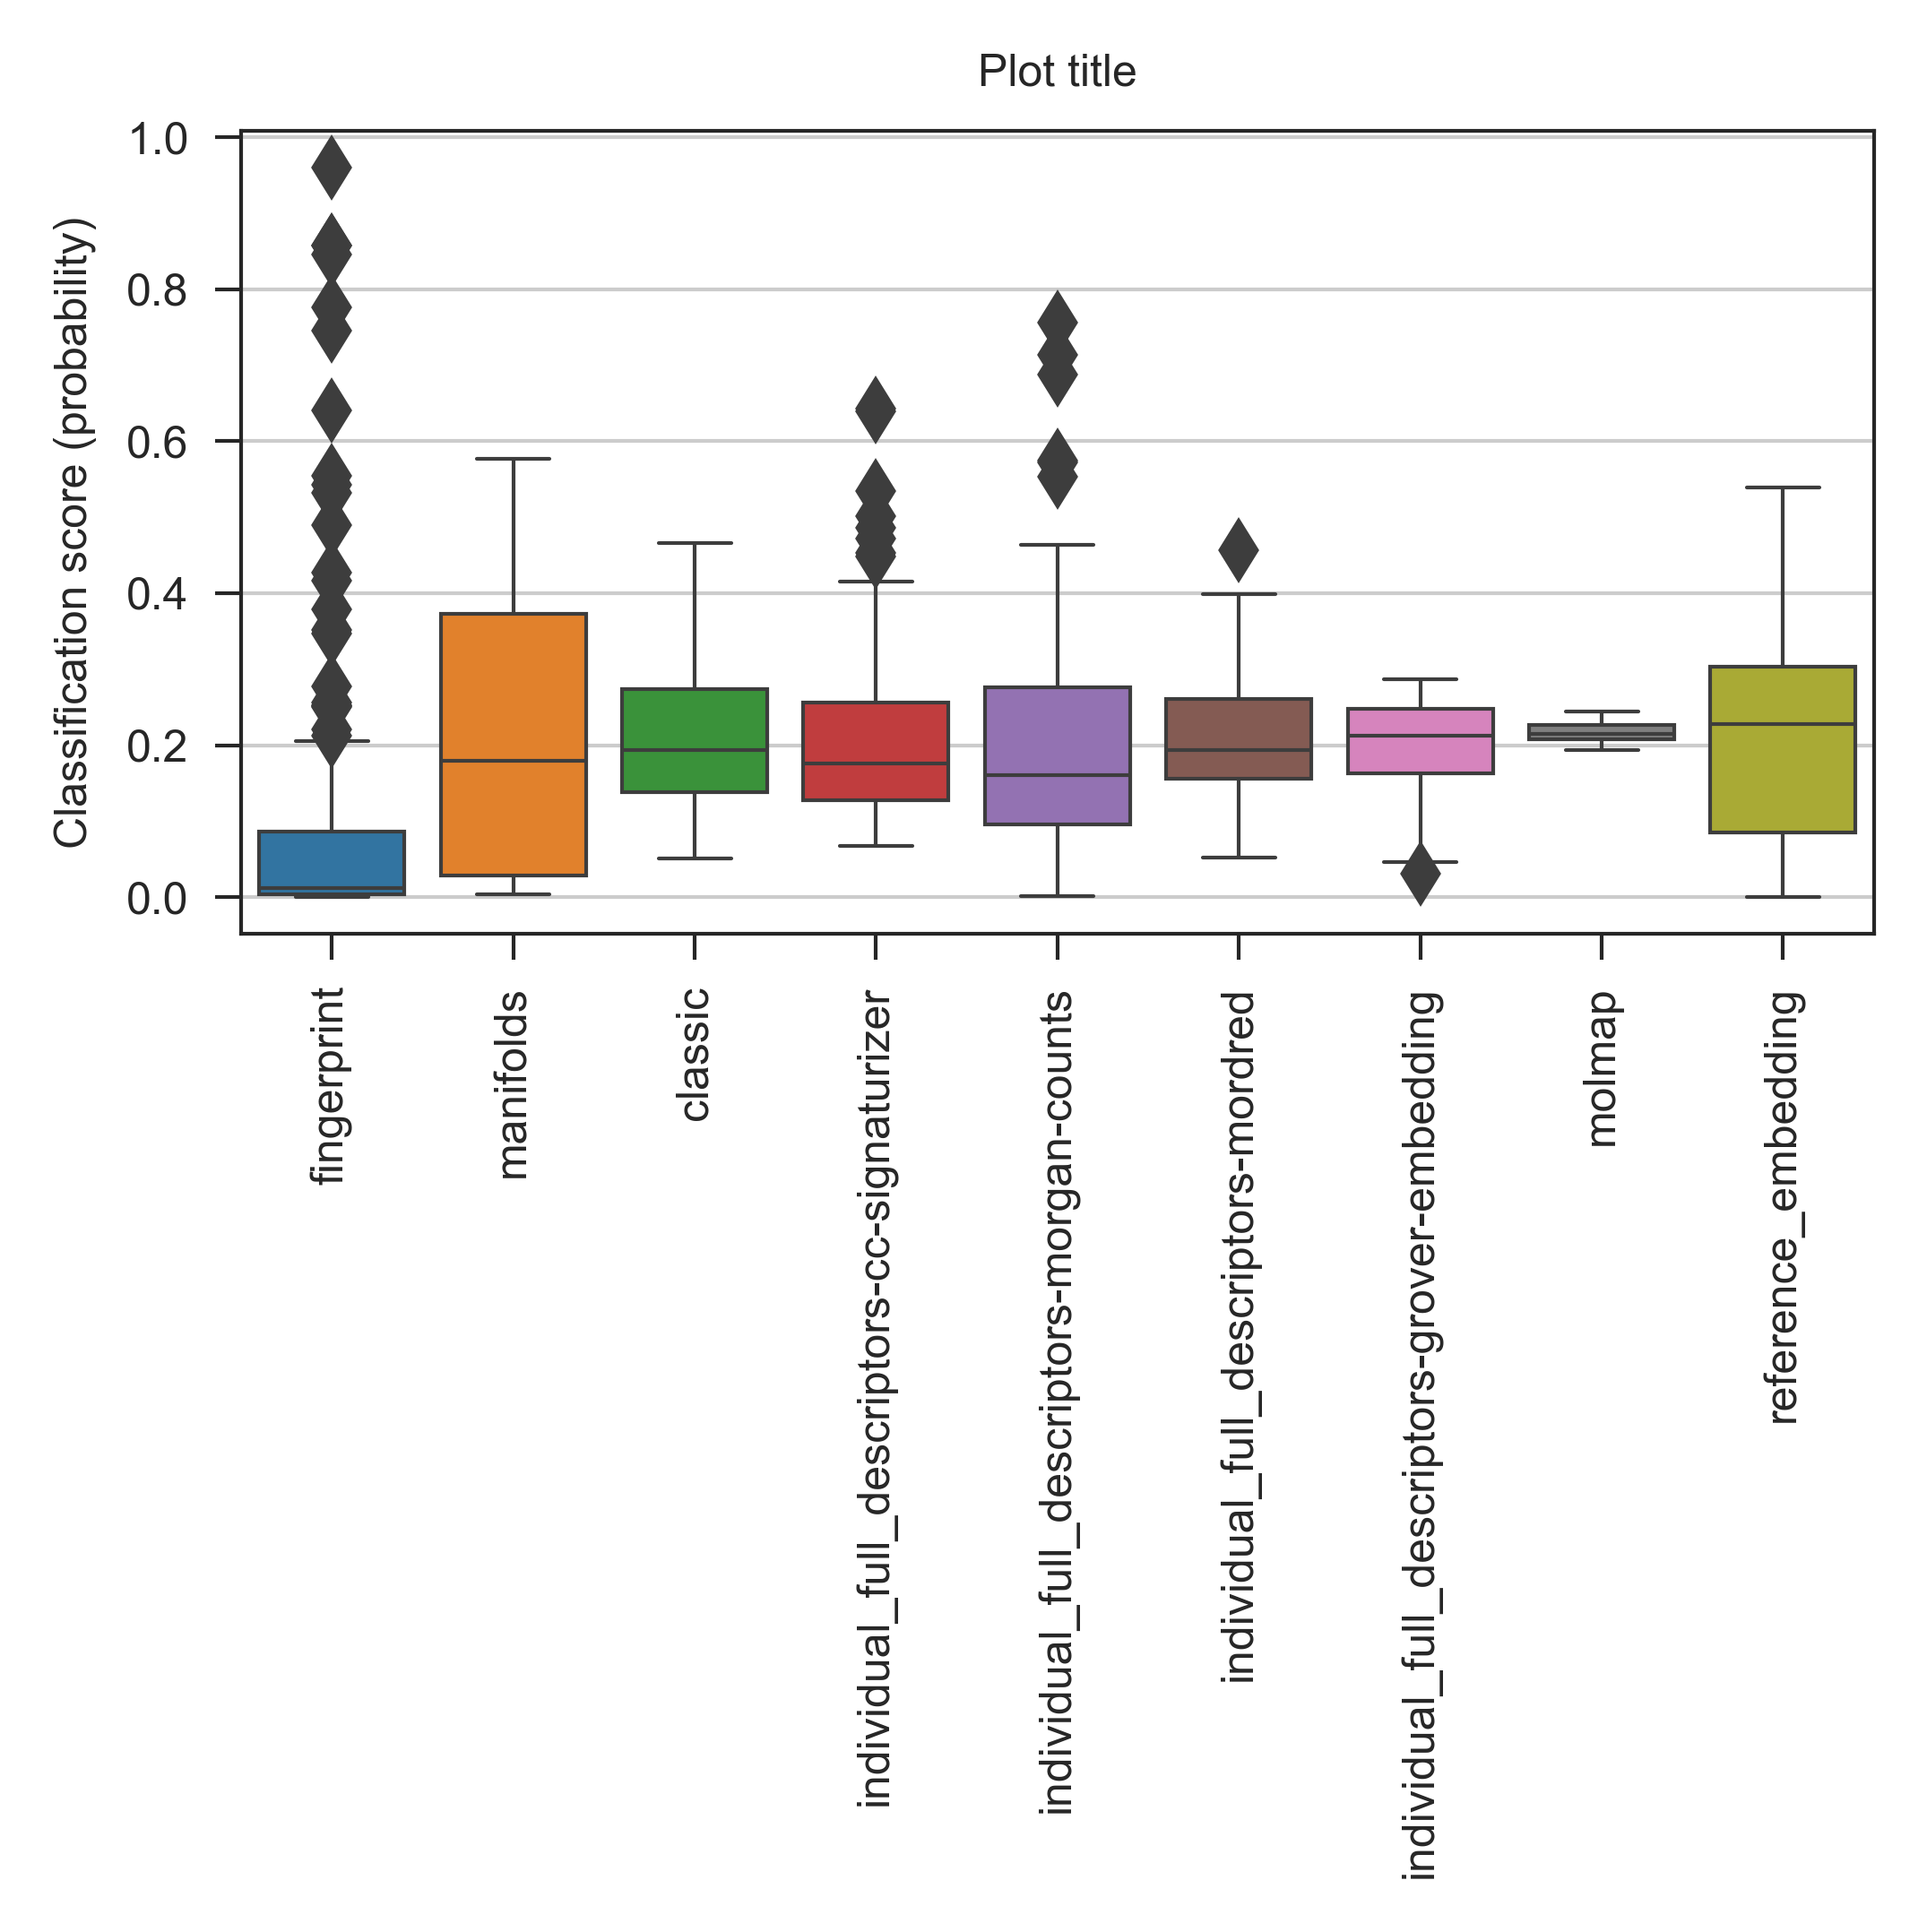 Plot title
Classification score (probability)
1.0
0.8
0.6
0.4
0.2
0.0
fingerprint
manifolds
classic
individual_full_descriptors-cc-signaturizer
individual_full_descriptors-morgan-counts
individual_full_descriptors-mordred
individual_full_descriptors-grover-embedding
molmap
reference_embedding